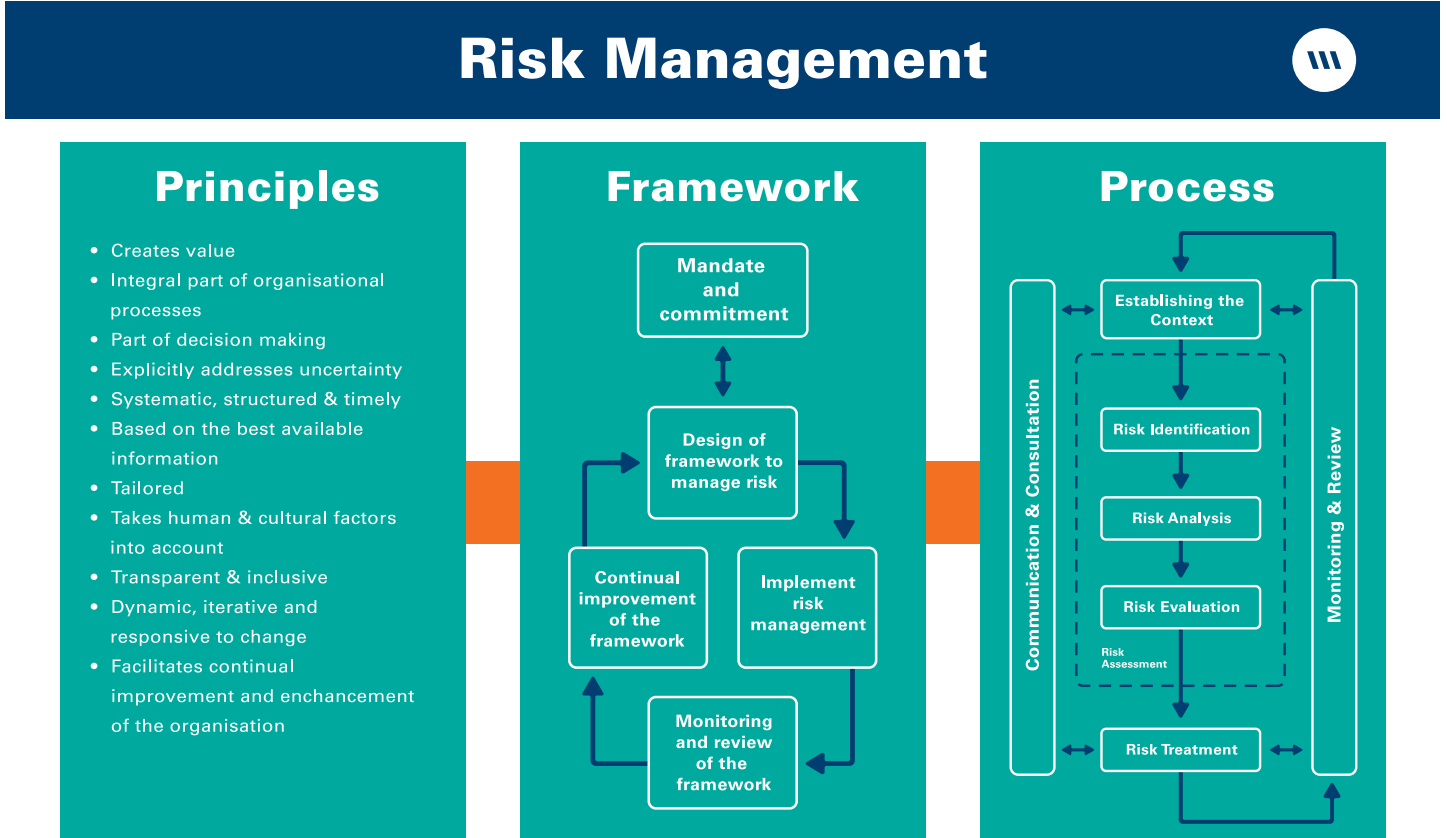 Risk Management
Principles
• Creates value
• Integral part of organisational
processes
• Part of decision making
• Explicitly addresses uncertainty
• Systematic, structured & timely
• Based on the best available
information
• Tailored
• Takes human & cultural factors
into account
• Transparent & inclusive
• Dynamic, iterative and
responsive to change
• Facilitates continual
improvement and enchancement
of the organisation
Framework
Mandate
and
commitment
Design of
framework to
manage risk
Continual
improvement
of the
framework
Implement
risk
management
Monitoring
and review
of the
framework
Process
Communication & Consultation
Establishing the
Context
Risk Identification
Risk Analysis
Risk Evaluation
Risk
Assessment
Risk Treatment
Monitoring & Review